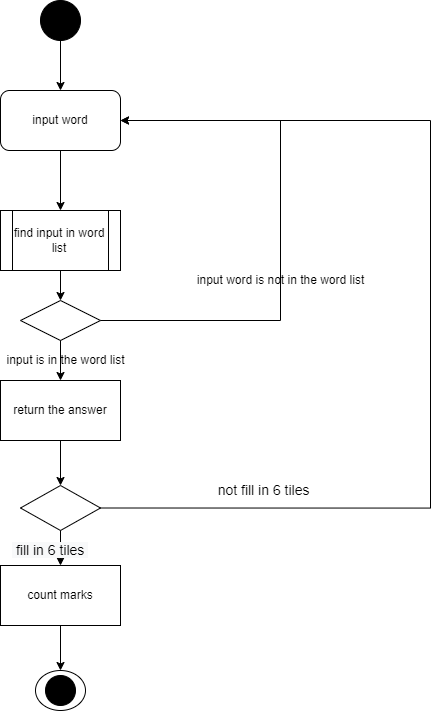 input word
find input in word
list
input word is not in the word list
input is in the word list
return the answer
not fill in 6 tiles
fill in 6 tiles
count marks